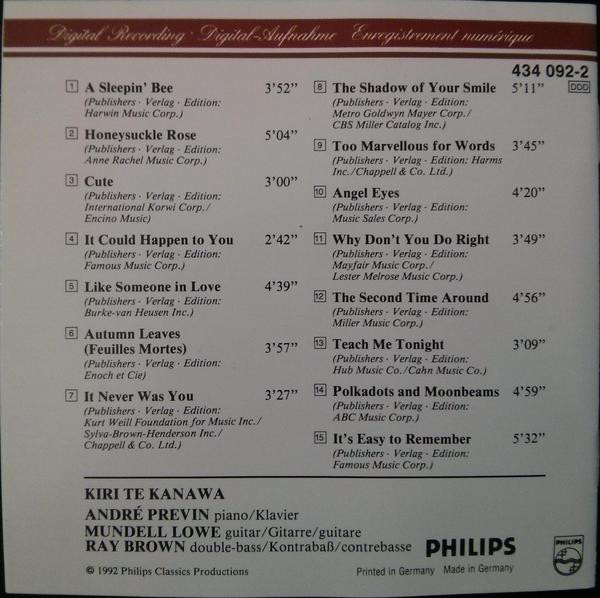 Digital Recording · Digital-Aufnahme Enregistrement numérique
434 092-2
DDD
1 A Sleepin' Bee 3'52”
(Publishers · Verlag · Edition:
Harwin Music Corp.)
2 Honeysuckle Rose 5'04”
(Publishers · Verlag · Edition:
Anne Rachel Music Corp.)
3 Cute 3'00”
(Publishers · Verlag · Edition:
International Korwi Corp./
Encino Music)
4 It Could Happen to You 2'42”
(Publishers · Verlag · Edition:
Famous Music Corp.)
5 Like Someone in Love 4'39”
(Publishers · Verlag · Edition:
Burke-van Heusen Inc.)
6 Autumn Leaves
(Feuilles Mortes) 3'57”
(Publishers · Verlag · Edition:
Enoch et Cie)
7 It Never Was You 3'27”
(Publishers · Verlag · Edition:
Kurt Weill Foundation for Music Inc./
Sylva-Brown-Henderson Inc./
Chappell & Co. Ltd.)
8 The Shadow of Your Smile 5'11”
(Publishers · Verlag · Edition:
Metro Goldwyn Mayer Corp./
CBS Miller Catalog Inc.)
9 Too Marvellous for Words 3'45”
(Publishers · Verlag · Edition: Harms
Inc./Chappell & Co. Ltd.)
10 Angel Eyes 4'20”
(Publishers · Verlag · Edition:
Music Sales Corp.)
11 Why Don't You Do Right 3'49”
(Publishers · Verlag · Edition:
Mayfair Music Corp./
Lester Melrose Music Corp.)
12 The Second Time Around 4'56”
(Publishers · Verlag · Edition:
Miller Music Corp.)
13 Teach Me Tonight 3'09”
(Publishers · Verlag · Edition:
Hub Music Co./Cahn Music Co.)
14 Polkadots and Moonbeams 4'59”
(Publishers · Verlag · Edition:
ABC Music Corp.)
15 It's Easy to Remember 5'32”
(Publishers · Verlag · Edition:
Famous Music Corp.)
KIRI TE KANAWA
ANDRÉ PREVIN piano/Klavier
MUNDELL LOWE guitar/Gitarre/guitare
RAY BROWN double-bass/Kontrabaß/contrebasse
PHILIPS
PHILIPS
© 1992 Philips Classics Productions
Printed in Germany Made in Germany